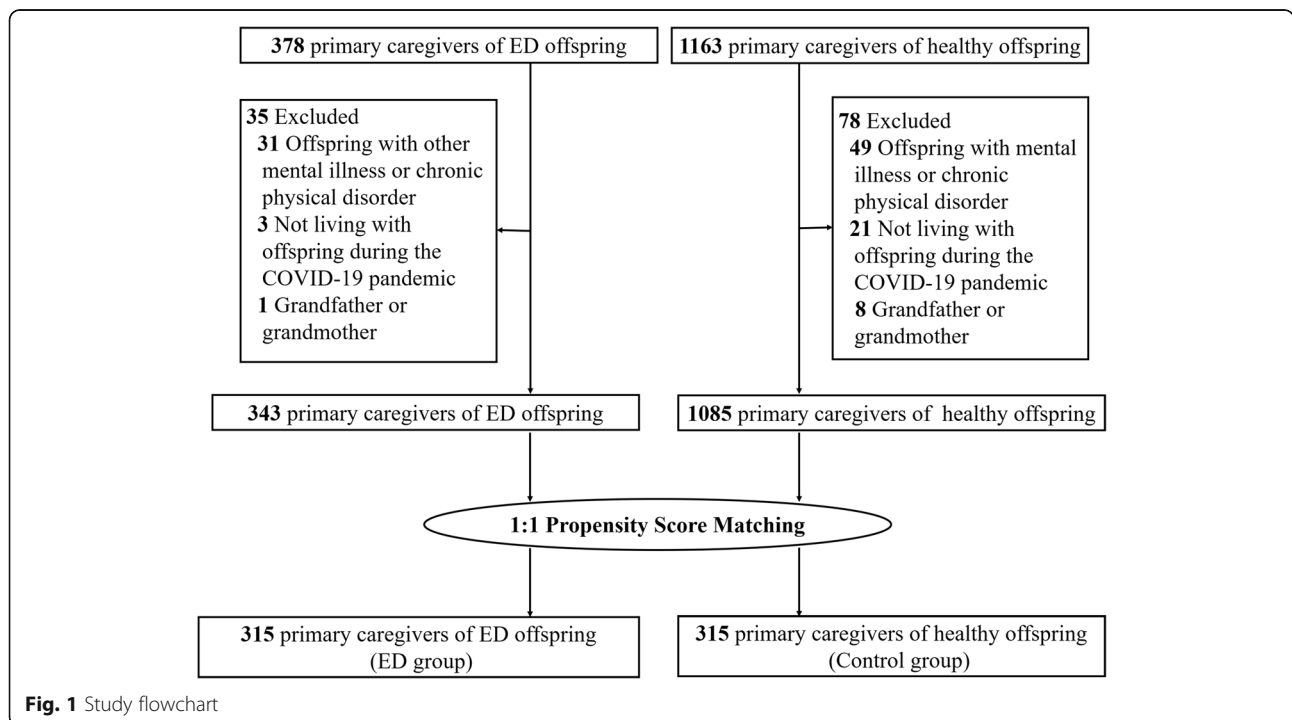 378 primary caregivers of ED offspring
1163 primary caregivers of healthy offspring
35 Excluded
31 Offspring with other
mental illness or chronic
physical disorder
3 Not living with
offspring during the
COVID-19 pandemic
1 Grandfather or
grandmother
78 Excluded
49 Offspring with mental
illness or chronic
physical disorder
21 Not living with
offspring during the
COVID-19 pandemic
8 Grandfather or
grandmother
343 primary caregivers of ED offspring
1085 primary caregivers of healthy offspring
1:1 Propensity Score Matching
315 primary caregivers of ED offspring
(ED group)
315 primary caregivers of healthy offspring
(Control group)
Fig. 1 Study flowchart